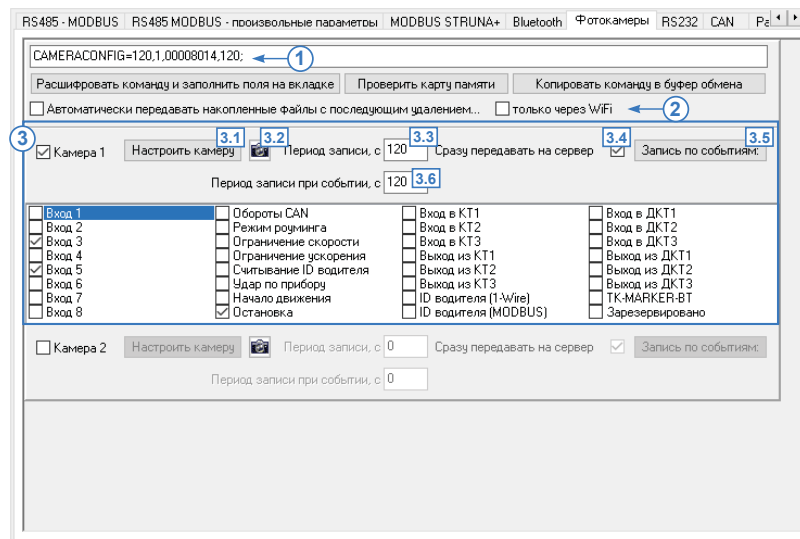 RS485 - MODBUS RS485 MODBUS - произвольные параметры MODBUS STRUNA+ Bluetooth Фотокамеры RS232 CAN Ра
CAMERACONFIG=120,1,00008014,120; 1
Расшифровать команду и заполнить поля на вкладке Проверить карту памяти Копировать команду в буфер обмена
Автоматически передавать накопленные файлы с последующим удалением... только через WiFi 2
3 3.1 3.2 3.3 3.4 3.5
Камера 1 Настроить камеру Период записи, с 120 Сразу передавать на сервер Запись по событиям:
Период записи при событии, с 120 3.6
Вход 1 Обороты CAN Вход в КТ1 Вход в ДКТ1
Вход 2 Режим роуминга Вход в КТ2 Вход в ДКТ2
Вход 3 Ограничение скорости Вход в КТ3 Вход в ДКТ3
Вход 4 Ограничение ускорения Выход из КТ1 Выход из ДКТ1
Вход 5 Считывание ID водителя Выход из КТ2 Выход из ДКТ2
Вход 6 Удар по прибору Выход из КТ3 Выход из ДКТ3
Вход 7 Начало движения ID водителя (1-Wire) TK-MARKER-BT
Вход 8 Остановка ID водителя (MODBUS) Зарезервировано
Камера 2 Настроить камеру Период записи, с 0 Сразу передавать на сервер Запись по событиям:
Период записи при событии, с 0